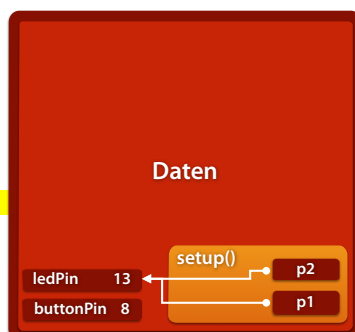 Daten
setup()
p2
ledPin 13
p1
buttonPin 8